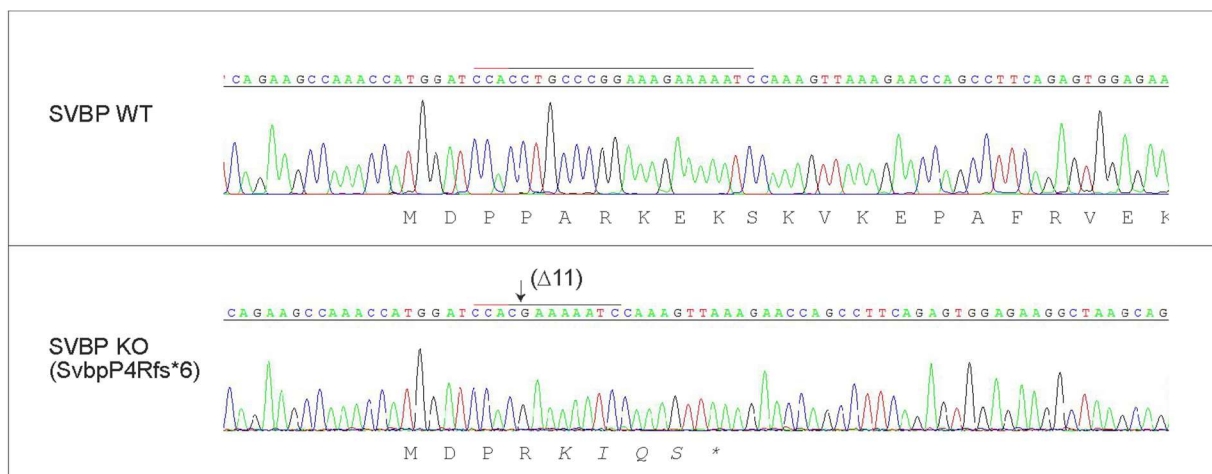 CAGAAGCCAAACCATGGATCCACCTGCCCGGAAAGAAAAATCCAAAGTTAAAGAACCAGCCTTCAGAGTGGAGAA
SVBP WT
M D P P A R K E K S K V K E P A F R V E K
(Δ11)
CAGAAGCCAAACCATGGATCCACGAAAAATCCAAAGTTAAAGAACCAGCCTTCAGAGTGGAGAAGGCTAAGCAG
SVBP KO
(SvbpP4Rfs*6)
M D P R K I Q S *